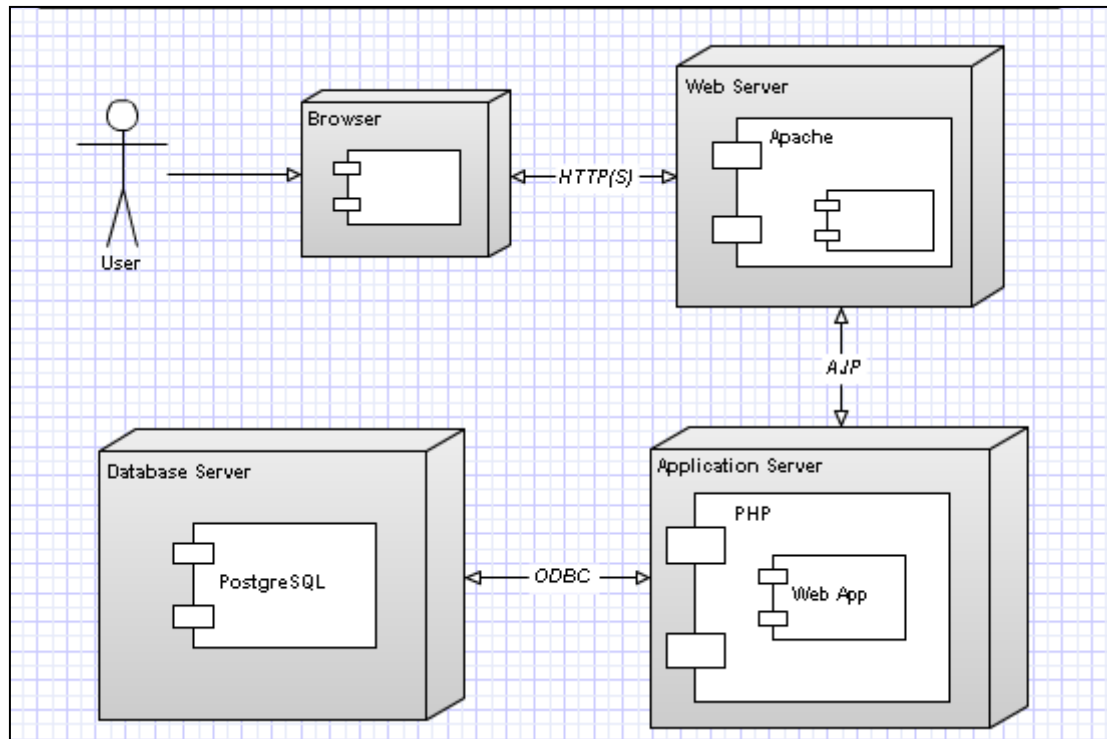 User
Browser
HTTP(S)
Web Server
Apache
AJP
Database Server
PostgreSQL
ODBC
Application Server
PHP
Web App